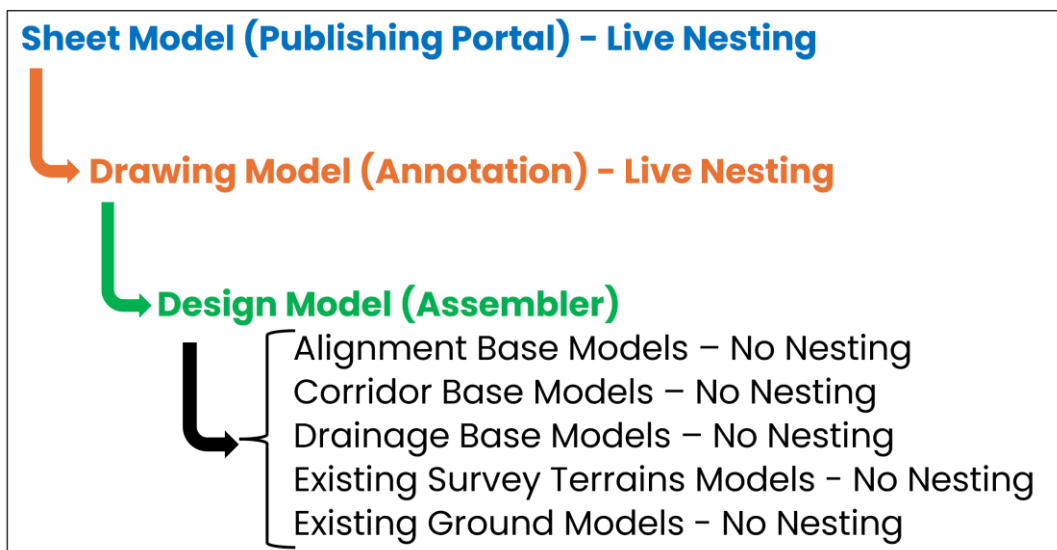 Sheet Model (Publishing Portal) - Live Nesting
Drawing Model (Annotation) - Live Nesting
Design Model (Assembler)
Alignment Base Models – No Nesting
Corridor Base Models – No Nesting
Drainage Base Models – No Nesting
Existing Survey Terrains Models - No Nesting
Existing Ground Models - No Nesting